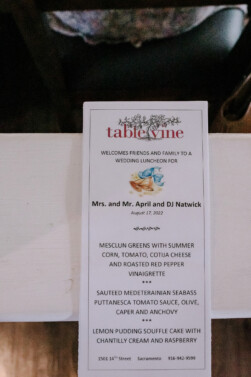 table vine
WELCOMES FRIENDS AND FAMILY TO A
WEDDING LUNCHEON FOR
Mrs. and Mr. April and DJ Natwick
August 17, 2022
MESCLUN GREENS WITH SUMMER
CORN, TOMATO, COTIJA CHEESE
AND ROASTED RED PEPPER
VINAIGRETTE
***
SAUTEED MEDETERAINIAN SEABASS
PUTTANESCA TOMATO SAUCE, OLIVE,
CAPER AND ANCHOVY
***
LEMON PUDDING SOUFFLE CAKE WITH
CHANTILLY CREAM AND RASPBERRY
Street Sacramento